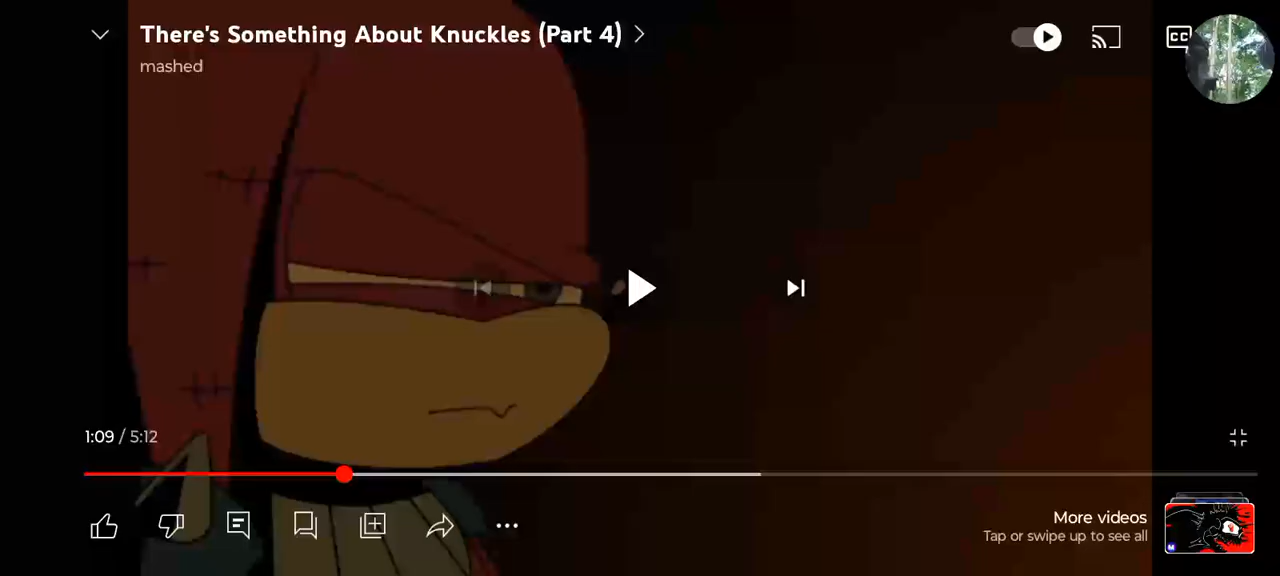 There's Something About Knuckles (Part 4)
mashed
CC
1:09 / 5:12
More videos
Tap or swipe up to see all
M